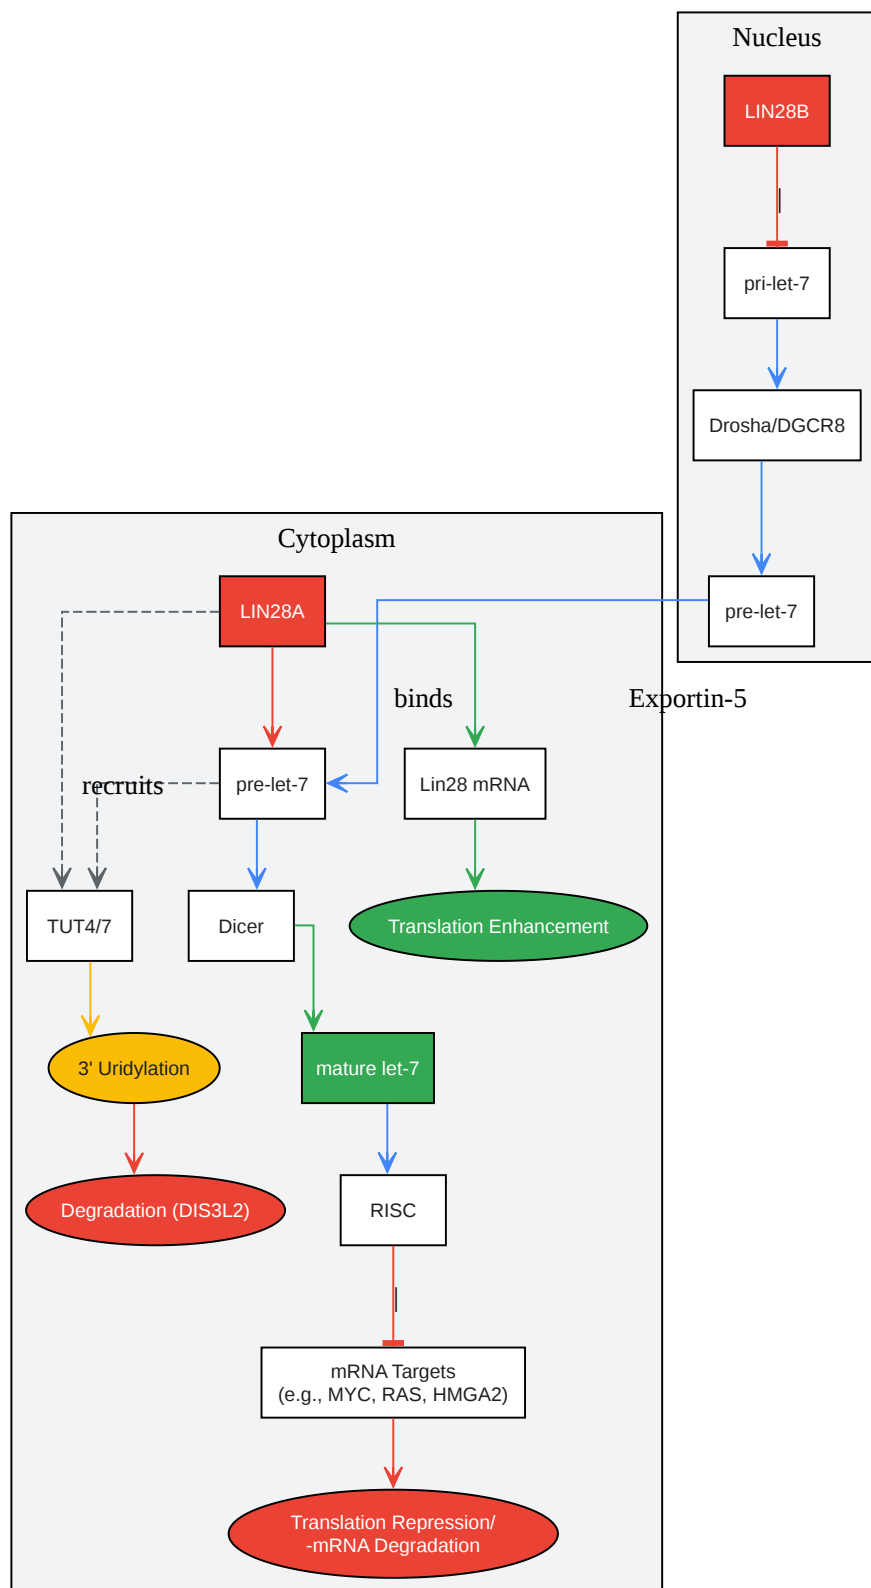 Nucleus
LIN28B
|
pri-let-7
Drosha/DGCR8
pre-let-7
Exportin-5
Cytoplasm
LIN28A
binds
recruits
pre-let-7
Lin28 mRNA
TUT4/7
Dicer
Translation Enhancement
3' Uridylation
mature let-7
Degradation (DIS3L2)
RISC
|
mRNA Targets
(e.g., MYC, RAS, HMGA2)
Translation Repression/
-mRNA Degradation